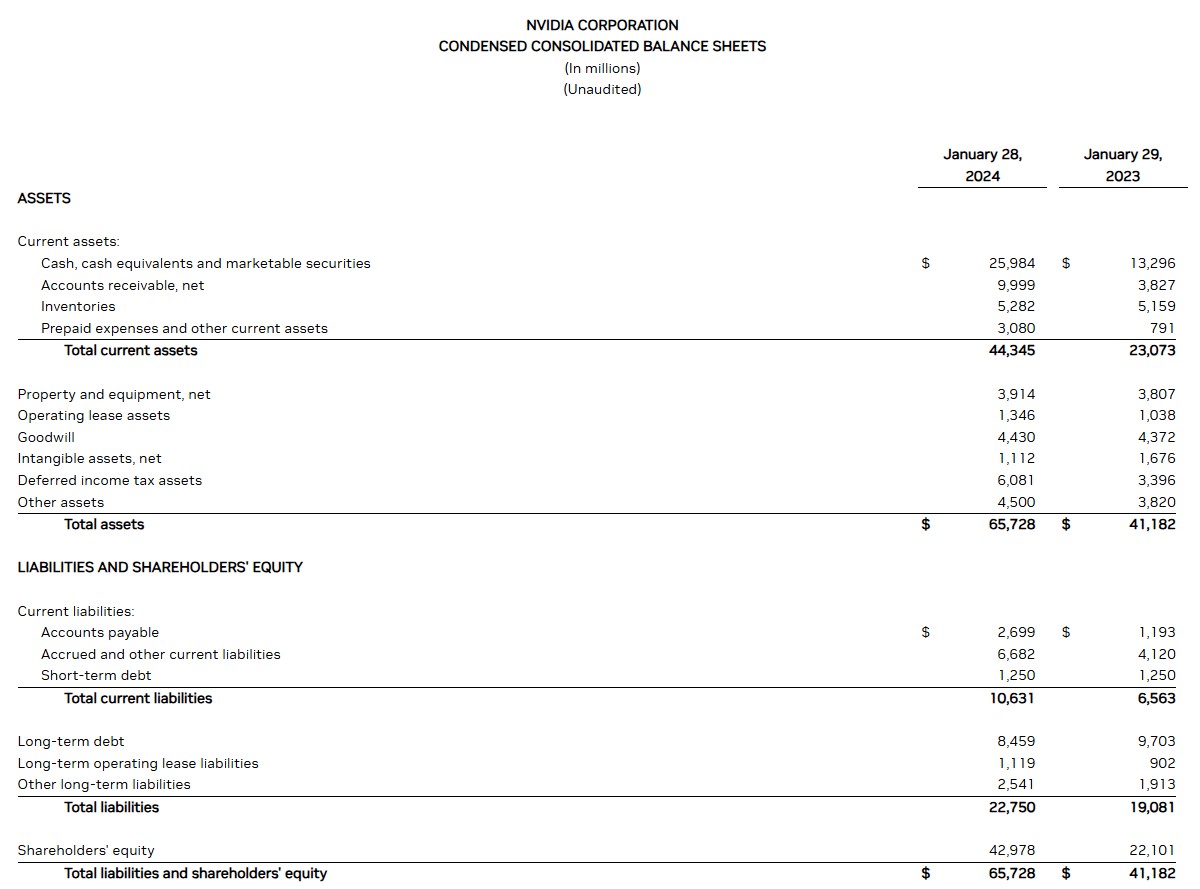 NVIDIA CORPORATION
CONDENSED CONSOLIDATED BALANCE SHEETS
(In millions)
(Unaudited)
January 28, January 29,
2024 2023
ASSETS
Current assets:
Cash, cash equivalents and marketable securities $ 25,984 $ 13,296
Accounts receivable, net 9,999 3,827
Inventories 5,282 5,159
Prepaid expenses and other current assets 3,080 791
Total current assets 44,345 23,073
Property and equipment, net 3,914 3,807
Operating lease assets 1,346 1,038
Goodwill 4,430 4,372
Intangible assets, net 1,112 1,676
Deferred income tax assets 6,081 3,396
Other assets 4,500 3,820
Total assets $ 65,728 $ 41,182
LIABILITIES AND SHAREHOLDERS' EQUITY
Current liabilities:
Accounts payable $ 2,699 $ 1,193
Accrued and other current liabilities 6,682 4,120
Short-term debt 1,250 1,250
Total current liabilities 10,631 6,563
Long-term debt 8,459 9,703
Long-term operating lease liabilities 1,119 902
Other long-term liabilities 2,541 1,913
Total liabilities 22,750 19,081
Shareholders' equity 42,978 22,101
Total liabilities and shareholders' equity $ 65,728 $ 41,182